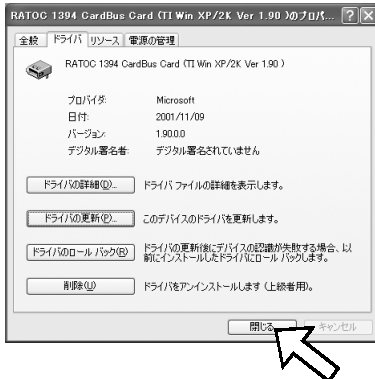 RATOC 1394 CardBus Card (TI Win XP/2K Ver 1.90 )のプロパ...
全般 ドライバ リソース 電源の管理
RATOC 1394 CardBus Card (TI Win XP/2K Ver 1.90 )
プロバイダ: Microsoft
日付: 2001/11/09
バージョン: 1.90.0.0
デジタル署名者: デジタル署名されていません
ドライバの詳細(D)... ドライバ ファイルの詳細を表示します。
ドライバの更新(P)... このデバイスのドライバを更新します。
ドライバのロール バック(R) ドライバの更新後にデバイスの認識が失敗する場合、以
前にインストールしたドライバにロール バックします。
削除(U) ドライバをアンインストールします (上級者用)。
閉じる キャンセル